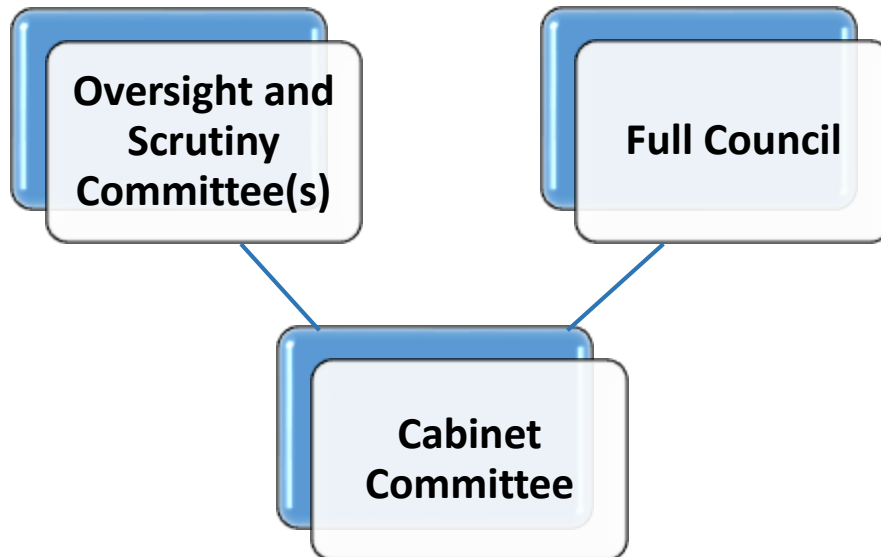 Oversight and
Scrutiny
Committee(s)
Full Council
Cabinet
Committee